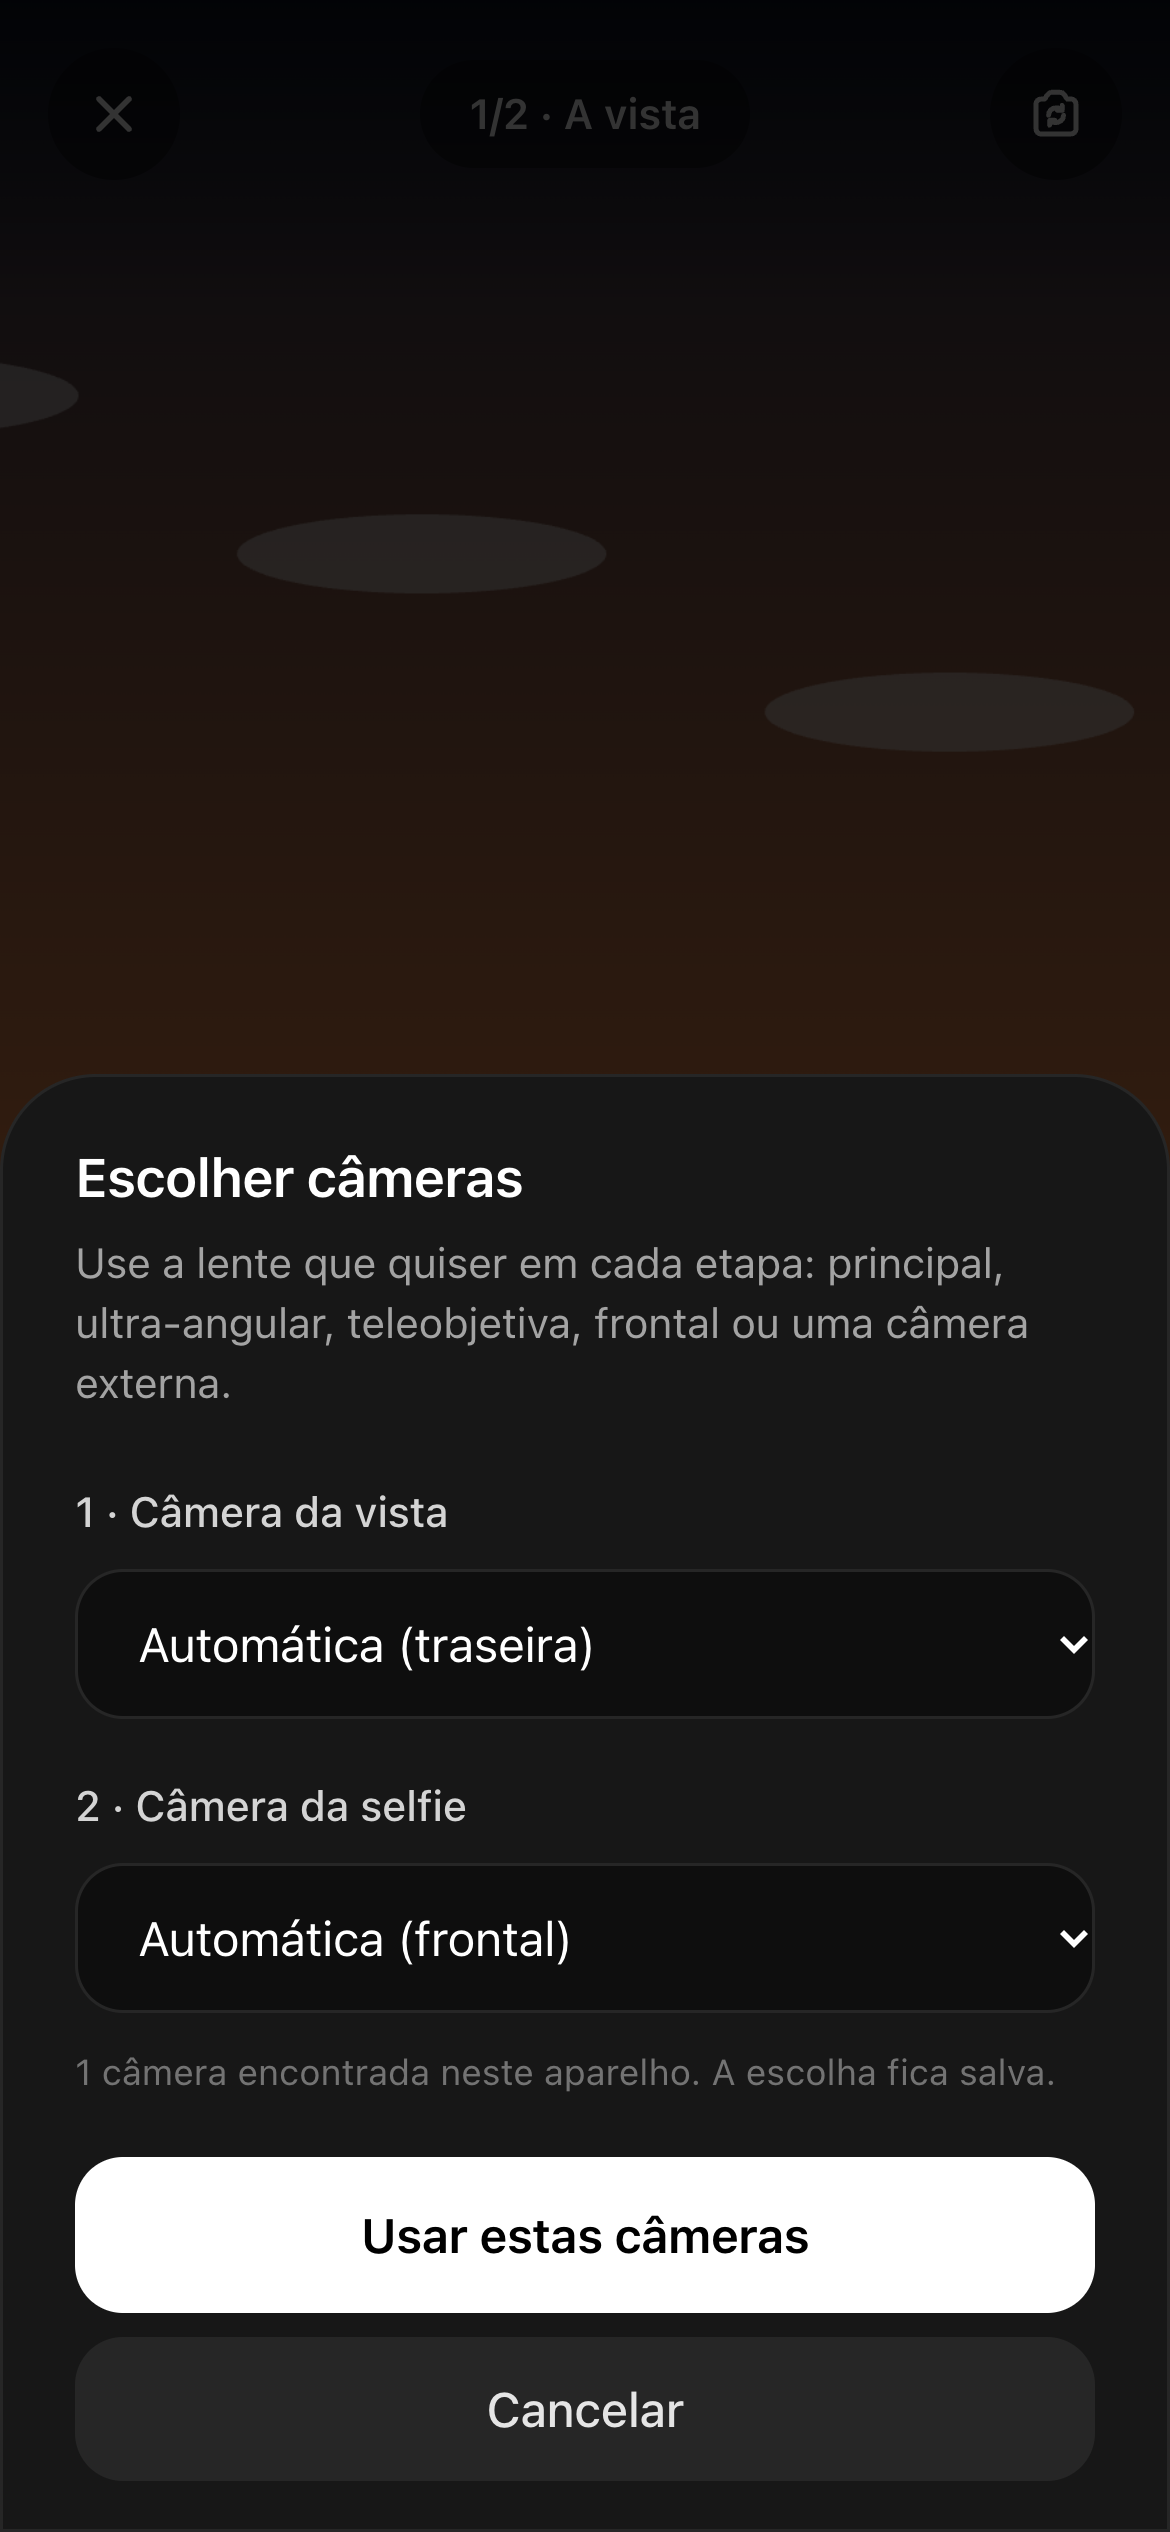 1/2 · A vista
Escolher câmeras
Use a lente que quiser em cada etapa: principal,
ultra-angular, teleobjetiva, frontal ou uma câmera
externa.
1 · Câmera da vista
Automática (traseira)
2 · Câmera da selfie
Automática (frontal)
1 câmera encontrada neste aparelho. A escolha fica salva.
Usar estas câmeras
Cancelar